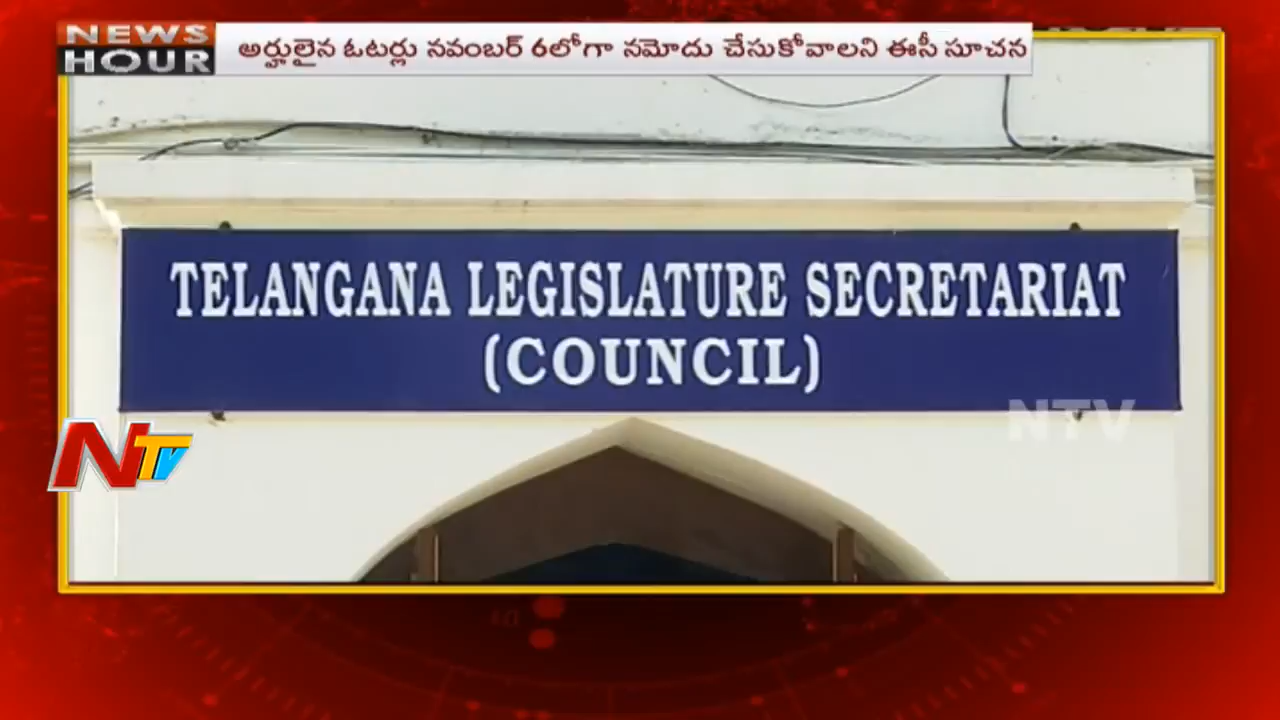 NEWS
HOUR
అర్హులైన ఓటర్లు నవంబర్ 6లోగా నమోదు చేసుకోవాలని ఈసీ సూచన
TELANGANA LEGISLATURE SECRETARIAT
(COUNCIL)
NTV
NTV